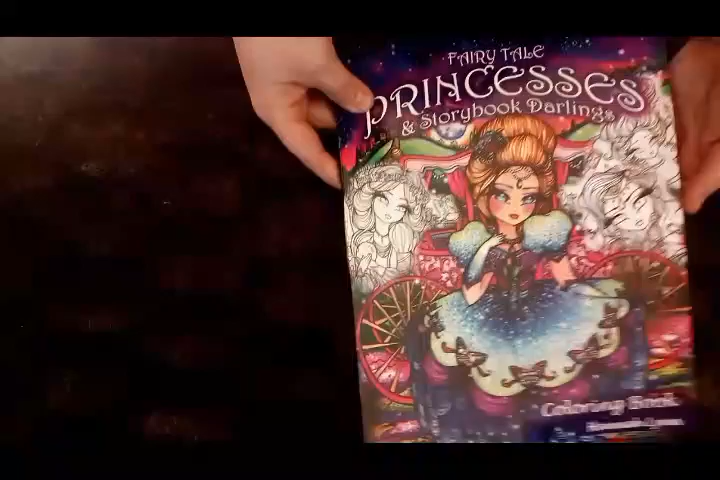 FAIRY TALE
PRINCESSES
& Storybook Darlings
Coloring Book